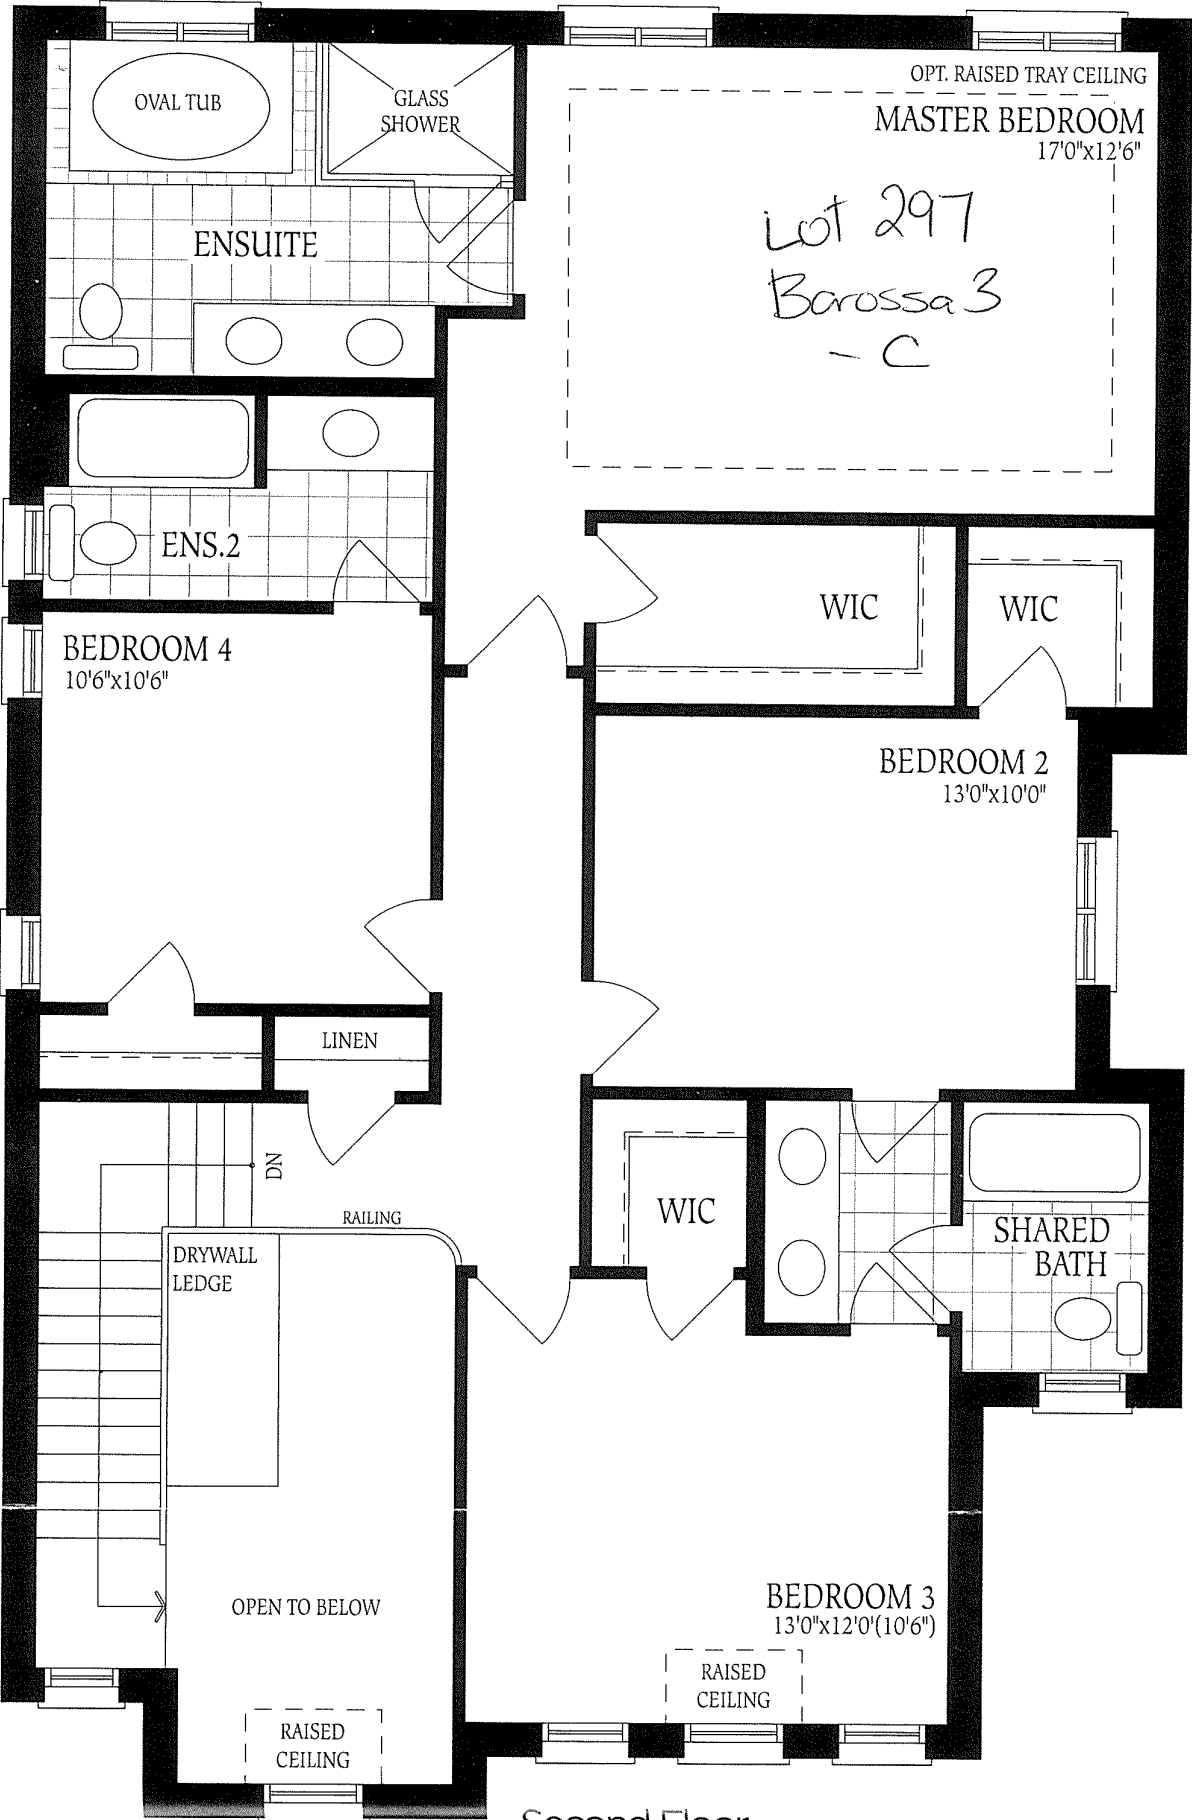 OVAL TUB
GLASS
SHOWER
OPT. RAISED TRAY CEILING
MASTER BEDROOM
17'0"x12'6"
Lot 297
Barossa 3
- C
ENSUITE
ENS.2
WIC
WIC
BEDROOM 4
10'6"x10'6"
BEDROOM 2
13'0"x10'0"
LINEN
DN
RAILING
WIC
SHARED
BATH
DRYWALL
LEDGE
OPEN TO BELOW
BEDROOM 3
13'0"x12'0'(10'6")
RAISED
CEILING
RAISED
CEILING
Second Floor